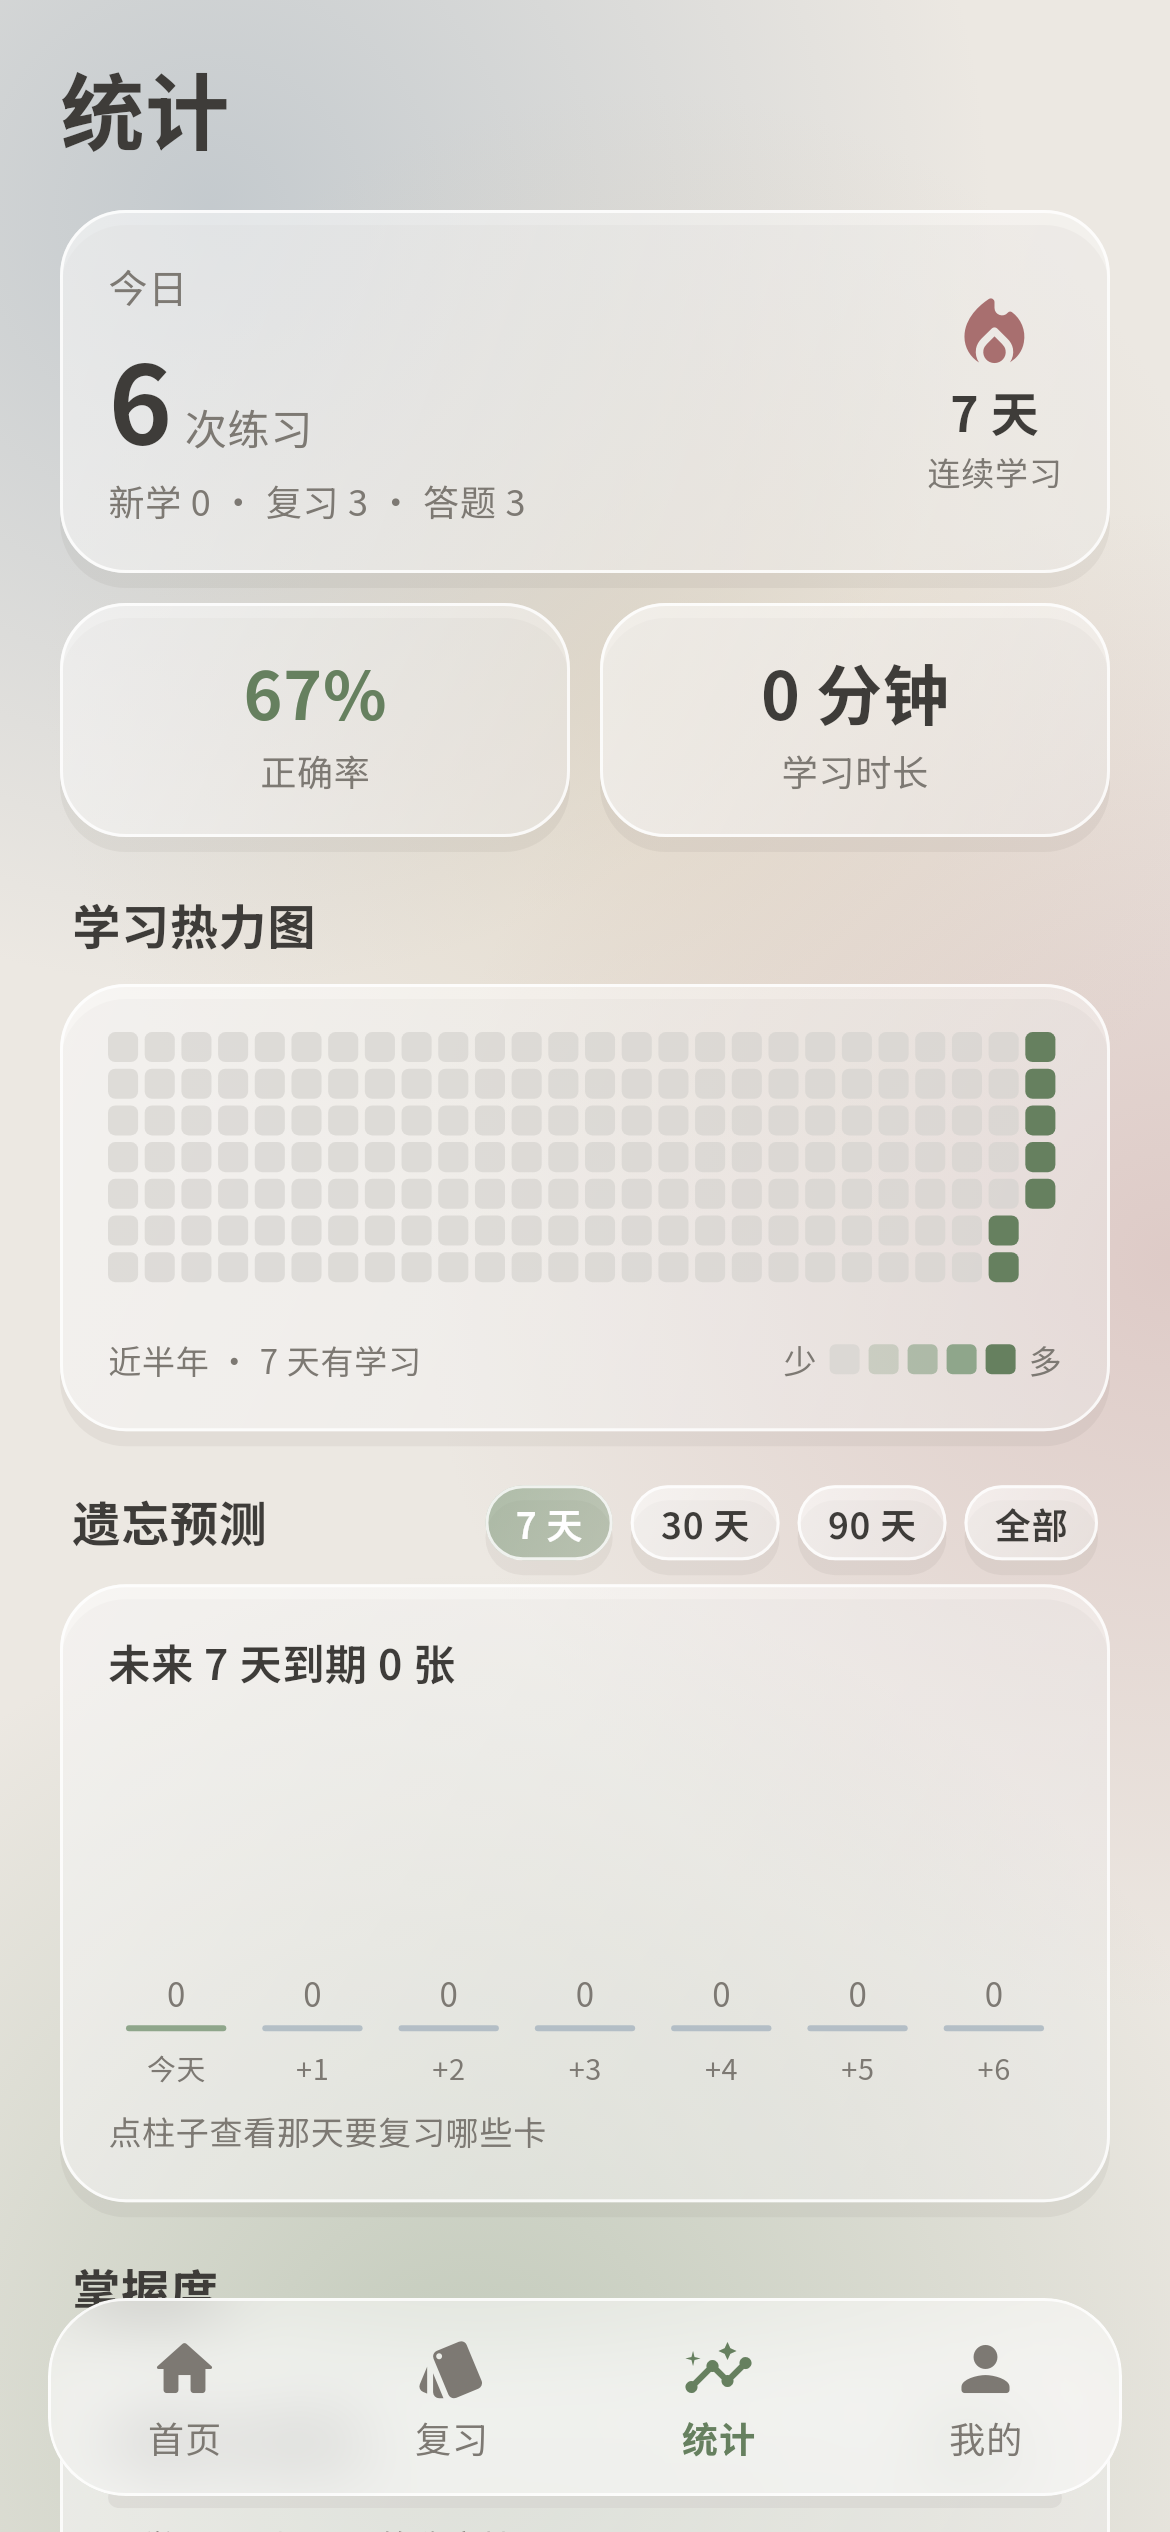 统计
今日
6 次练习
新学 0 · 复习 3 · 答题 3
7 天
连续学习
67%
正确率
0 分钟
学习时长
学习热力图
近半年 · 7 天有学习
少 多
遗忘预测
7 天 30 天 90 天 全部
未来 7 天到期 0 张
0 0 0 0 0 0 0
今天 +1 +2 +3 +4 +5 +6
点柱子查看那天要复习哪些卡
掌握度
首页 复习 统计 我的